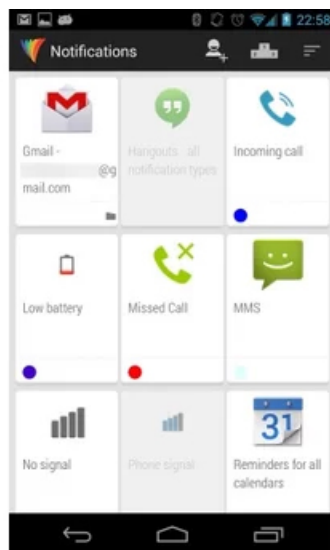 22:58
Notifications
Gmail -
@g
mail.com
Hangouts all
notification types
Incoming call
Low battery
Missed Call
MMS
No signal
Phone signal
31
Reminders for all
calendars